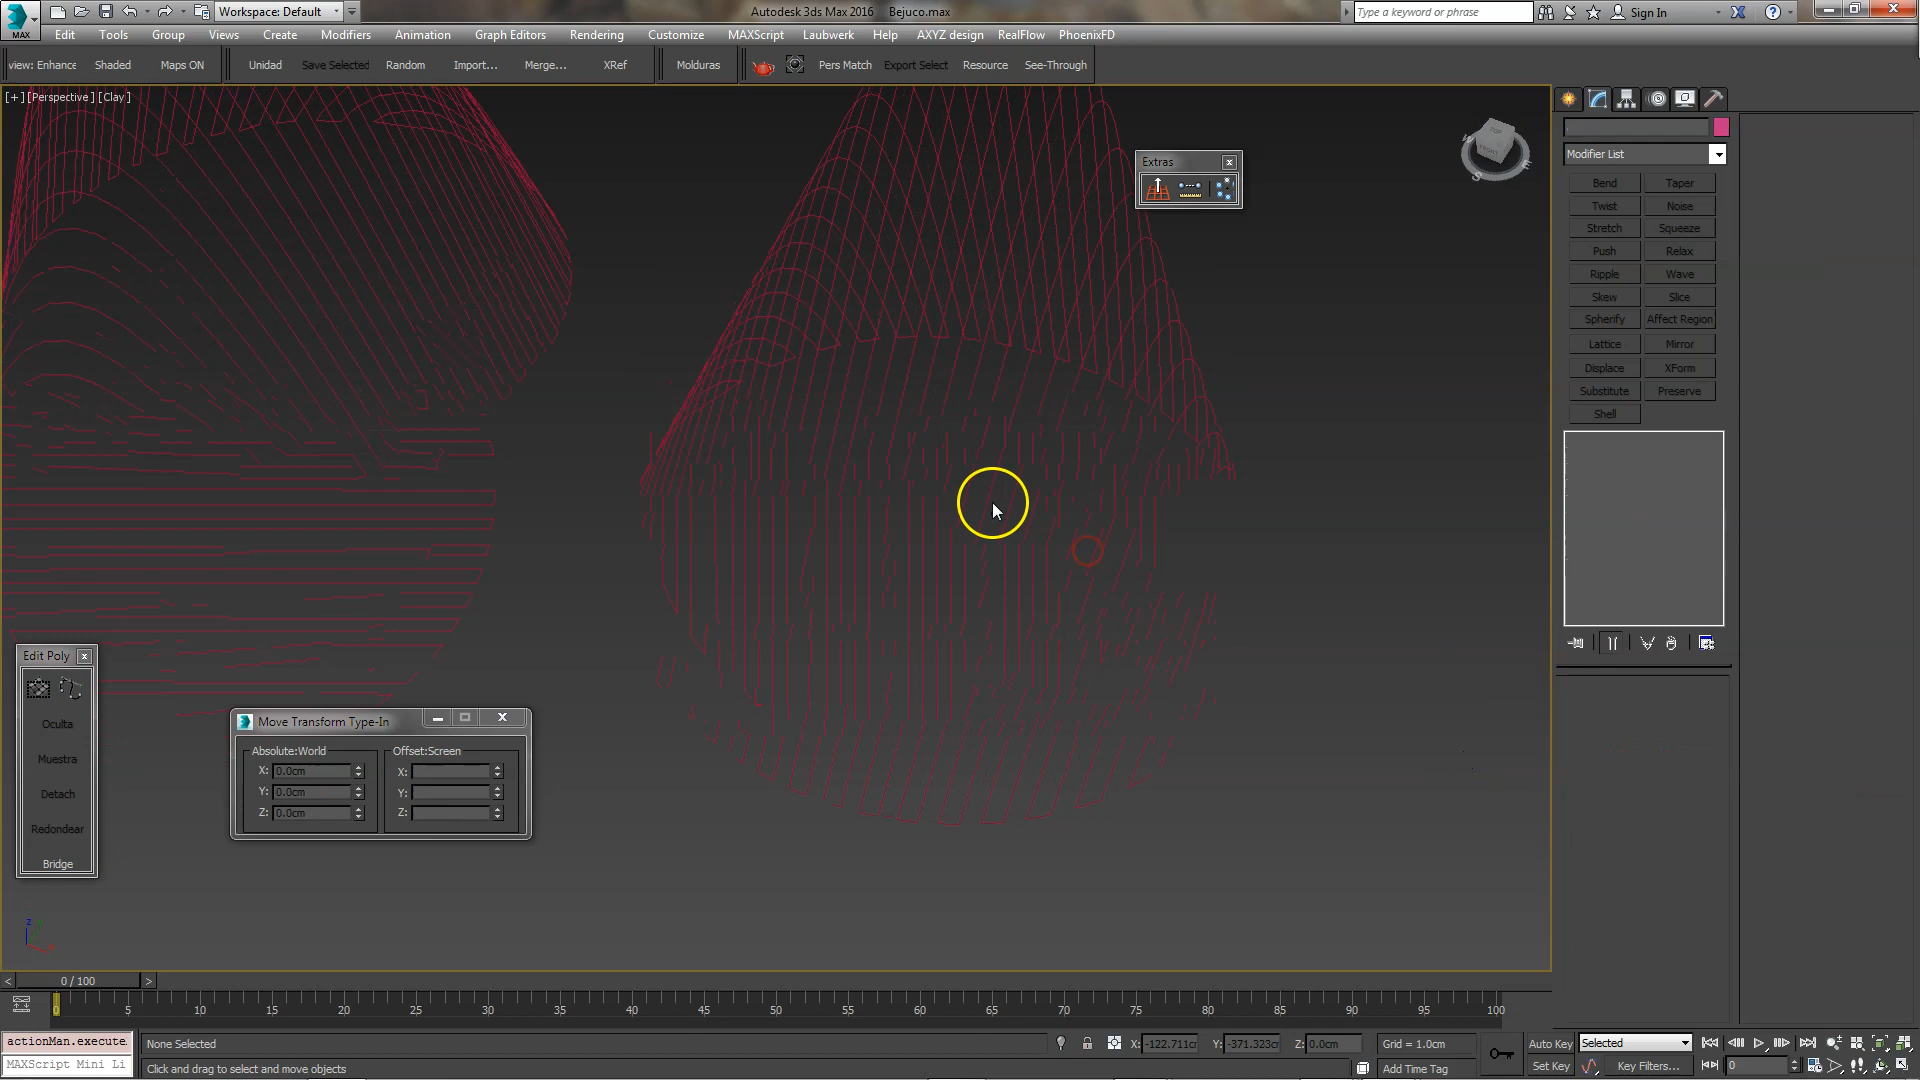 Workspace: Default
Autodesk 3ds Max 2016 Bejuco.max
Type a keyword or phrase
Sign In
MAX
Edit Tools Group Views Create Modifiers Animation Graph Editors Rendering Customize MAXScript Laubwerk Help AXYZ design RealFlow PhoenixFD
view: Enhance Shaded Maps ON Unidad Save Selected Random Import... Merge... XRef Molduras Pers Match Export Select Resource See-Through
[+] [Perspective ] [Clay ]
Extras
TOP
FRONT
W
S
E
Modifier List
Bend Taper
Twist Noise
Stretch Squeeze
Push Relax
Ripple Wave
Skew Slice
Spherify Affect Region
Lattice Mirror
Displace XForm
Substitute Preserve
Shell
Edit Poly
Oculta
Muestra
Detach
Redondear
Bridge
Move Transform Type-In
Absolute:World Offset:Screen
X: 0.0cm X:
Y: 0.0cm Y:
Z: 0.0cm Z:
z
0 / 100
0 5 10 15 20 25 30 35 40 45 50 55 60 65 70 75 80 85 90 95 100
actionMan.execute None Selected X: -122.711cm Y: -371.323cm Z: 0.0cm Grid = 1.0cm Auto Key Selected
MAXScript Mini Li Click and drag to select and move objects Add Time Tag Set Key Key Filters... 0